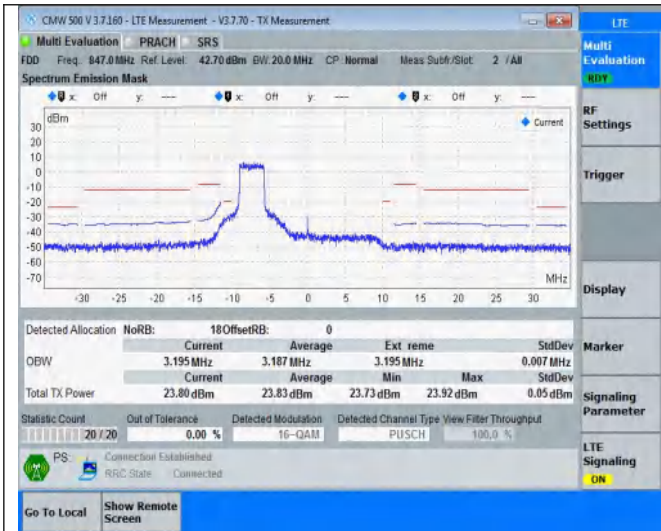 CMW 500 V 3.7.160 - LTE Measurement - V3.7.70 - TX Measurement
LTE
Multi Evaluation PRACH SRS
FDD Freq.: 847.0 MHz Ref. Level: 42.70 dBm BW: 20.0 MHz CP: Normal Meas Subfr./Slot: 2 / All
Spectrum Emission Mask
x: Off y: --- x: Off y: --- x: Off y: ---
dBm
Current
30
20
10
0
-10
-20
-30
-40
-50
-60
-70
MHz
-30 -25 -20 -15 -10 -5 0 5 10 15 20 25 30
Detected Allocation NoRB: 18 OffsetRB: 0
Current Average Extreme StdDev
OBW 3.195 MHz 3.187 MHz 3.195 MHz 0.007 MHz
Current Average Min Max StdDev
Total TX Power 23.80 dBm 23.83 dBm 23.73 dBm 23.92 dBm 0.05 dBm
Statistic Count Out of Tolerance Detected Modulation Detected Channel Type View Filter Throughput
20 / 20 0.00 % 16-QAM PUSCH 100.0 %
PS: Connection Established
RRC State Connected
Multi
Evaluation
RDY
RF
Settings
Trigger
Display
Marker
Signaling
Parameter
LTE
Signaling
ON
Go To Local
Show Remote
Screen